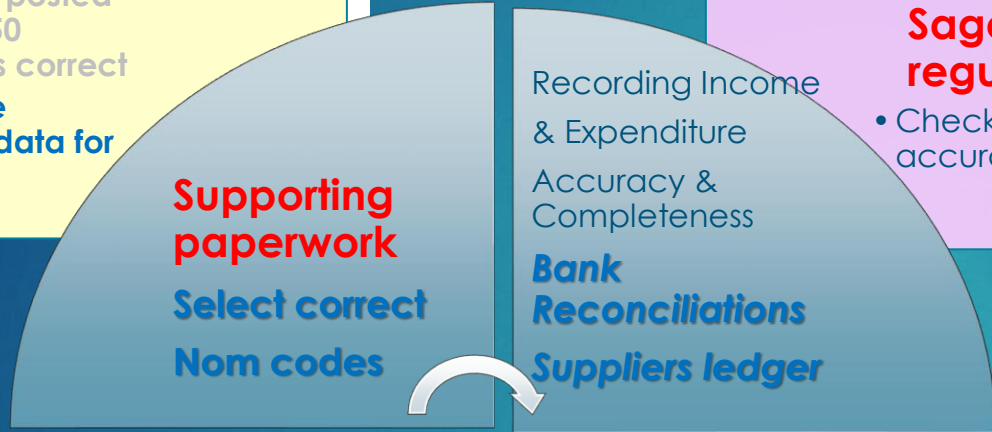 posted
s correct
data for
Supporting
paperwork
Select correct
Nom codes
Recording Income
& Expenditure
Accuracy &
Completeness
Bank
Reconciliations
Suppliers ledger
Sage
regu
• Check
accura